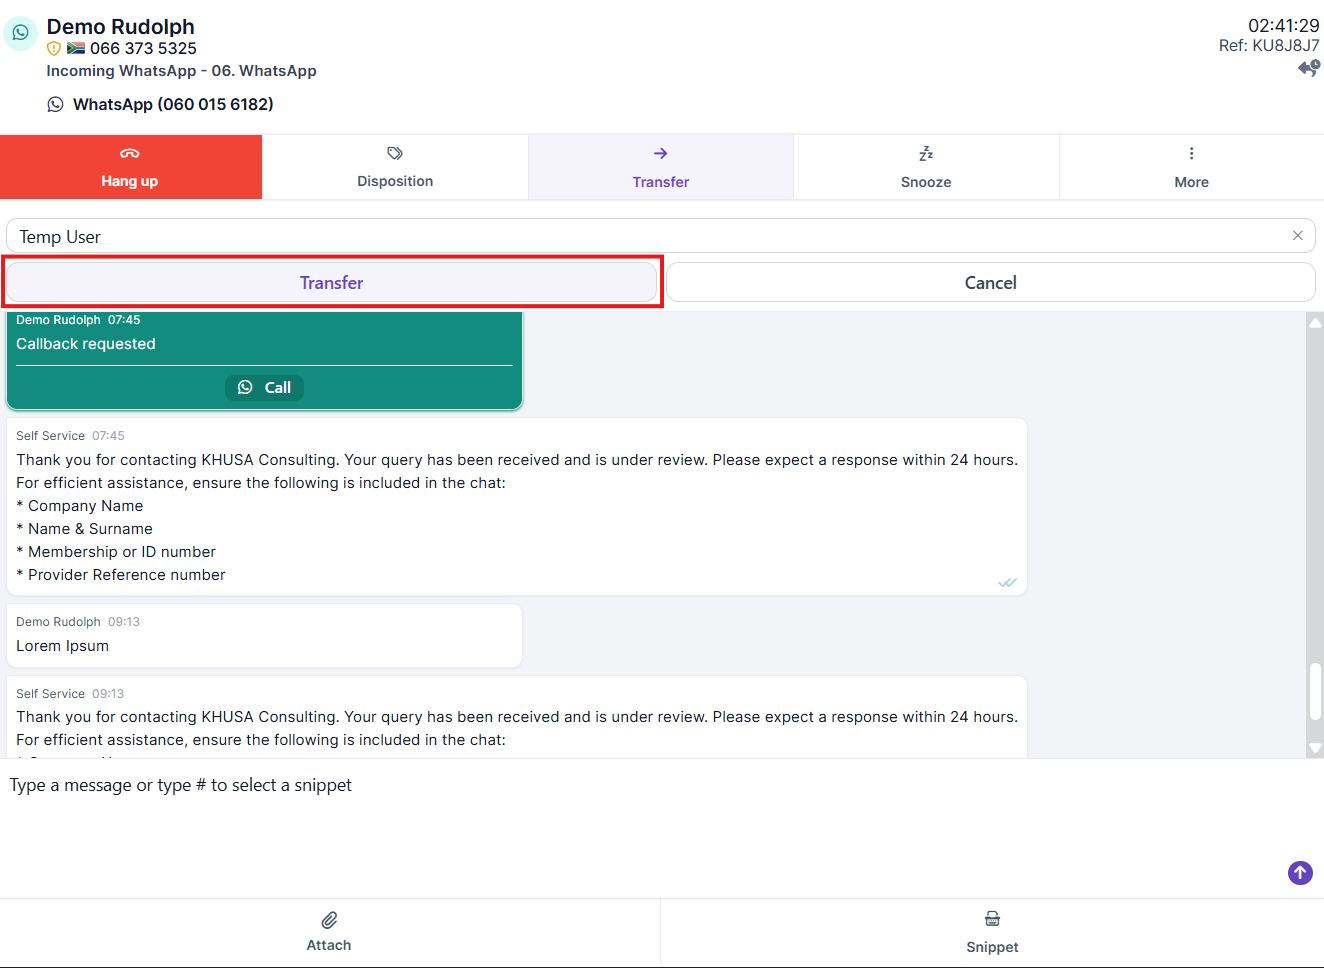 Demo Rudolph
02:41:29
066 373 5325
Ref: KU8J8J7
Incoming WhatsApp - 06. WhatsApp
WhatsApp (060 015 6182)
Hang up
Disposition
Transfer
Snooze
More
Temp User
Transfer
Cancel
Demo Rudolph 07:45
Callback requested
Call
Self Service 07:45
Thank you for contacting KHUSA Consulting. Your query has been received and is under review. Please expect a response within 24 hours.
For efficient assistance, ensure the following is included in the chat:
* Company Name
* Name & Surname
* Membership or ID number
* Provider Reference number
Demo Rudolph 09:13
Lorem Ipsum
Self Service 09:13
Thank you for contacting KHUSA Consulting. Your query has been received and is under review. Please expect a response within 24 hours.
For efficient assistance, ensure the following is included in the chat:
Type a message or type # to select a snippet
Attach
Snippet